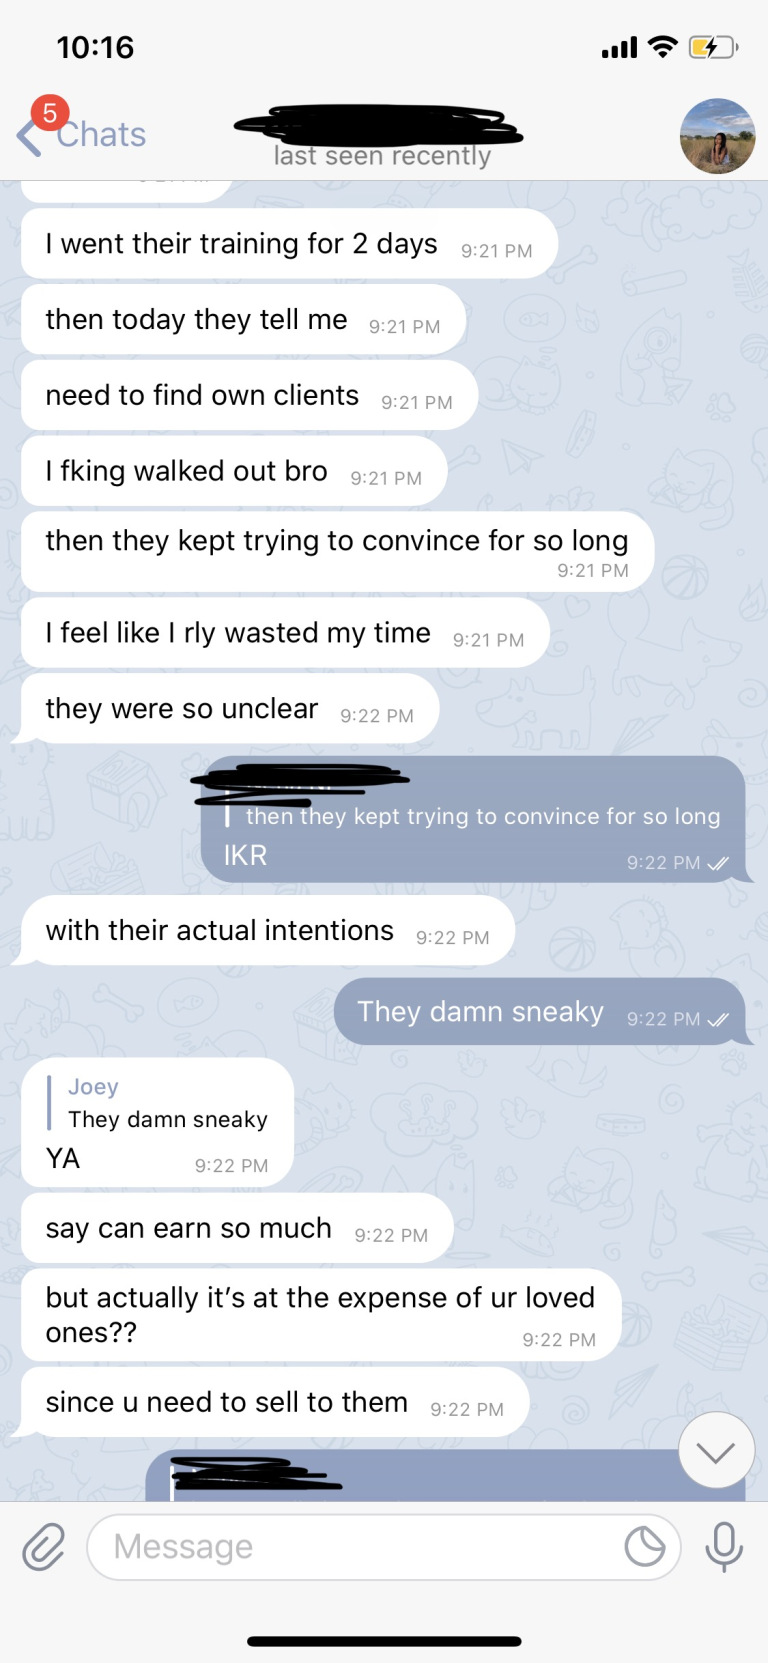 10:16
5
Chats
last seen recently
I went their training for 2 days 9:21 PM
then today they tell me 9:21 PM
need to find own clients 9:21 PM
I fking walked out bro 9:21 PM
then they kept trying to convince for so long
9:21 PM
I feel like I rly wasted my time 9:21 PM
they were so unclear 9:22 PM
then they kept trying to convince for so long
IKR 9:22 PM
with their actual intentions 9:22 PM
They damn sneaky 9:22 PM
Joey
They damn sneaky
YA 9:22 PM
say can earn so much 9:22 PM
but actually it's at the expense of ur loved
ones?? 9:22 PM
since u need to sell to them 9:22 PM
Message